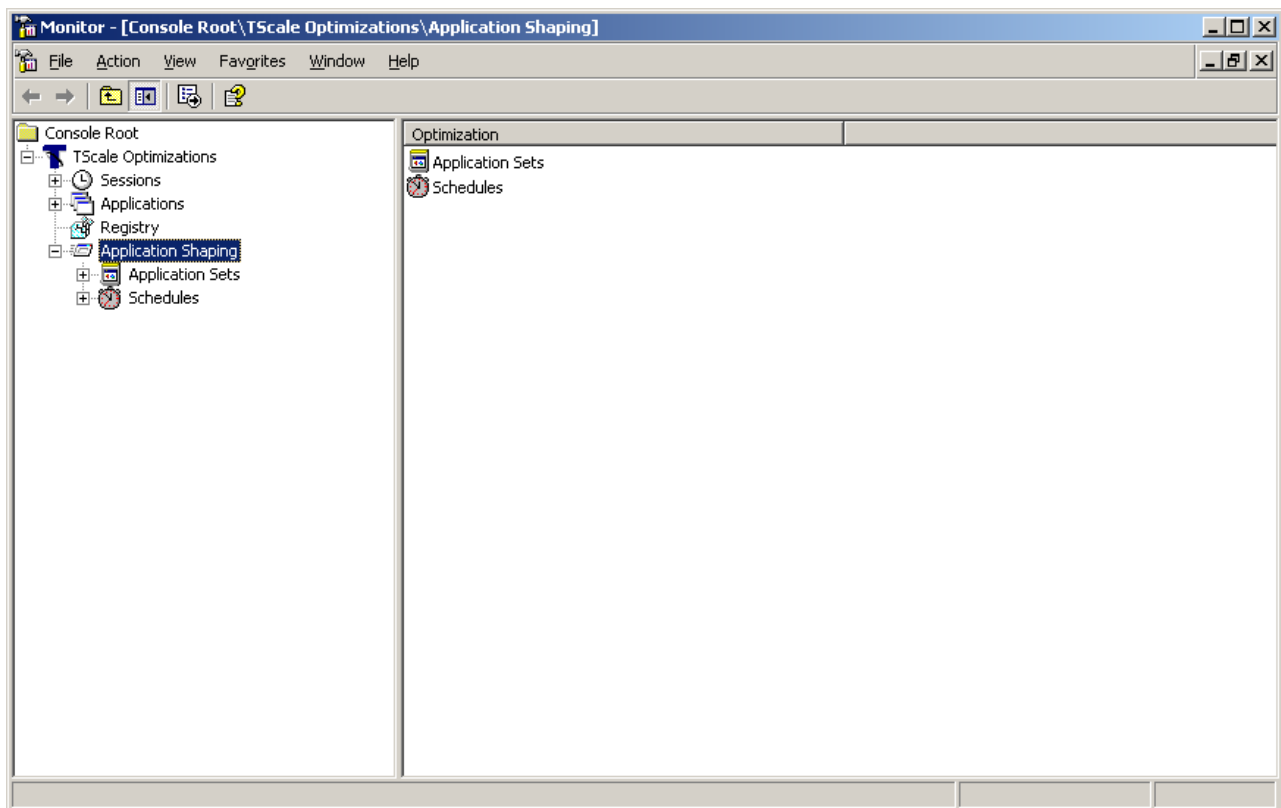 Monitor - [Console Root\TScale Optimizations\Application Shaping]
File Action View Favorites Window Help
Console Root
TScale Optimizations
Sessions
Applications
Registry
Application Shaping
Application Sets
Schedules
Optimization
Application Sets
Schedules